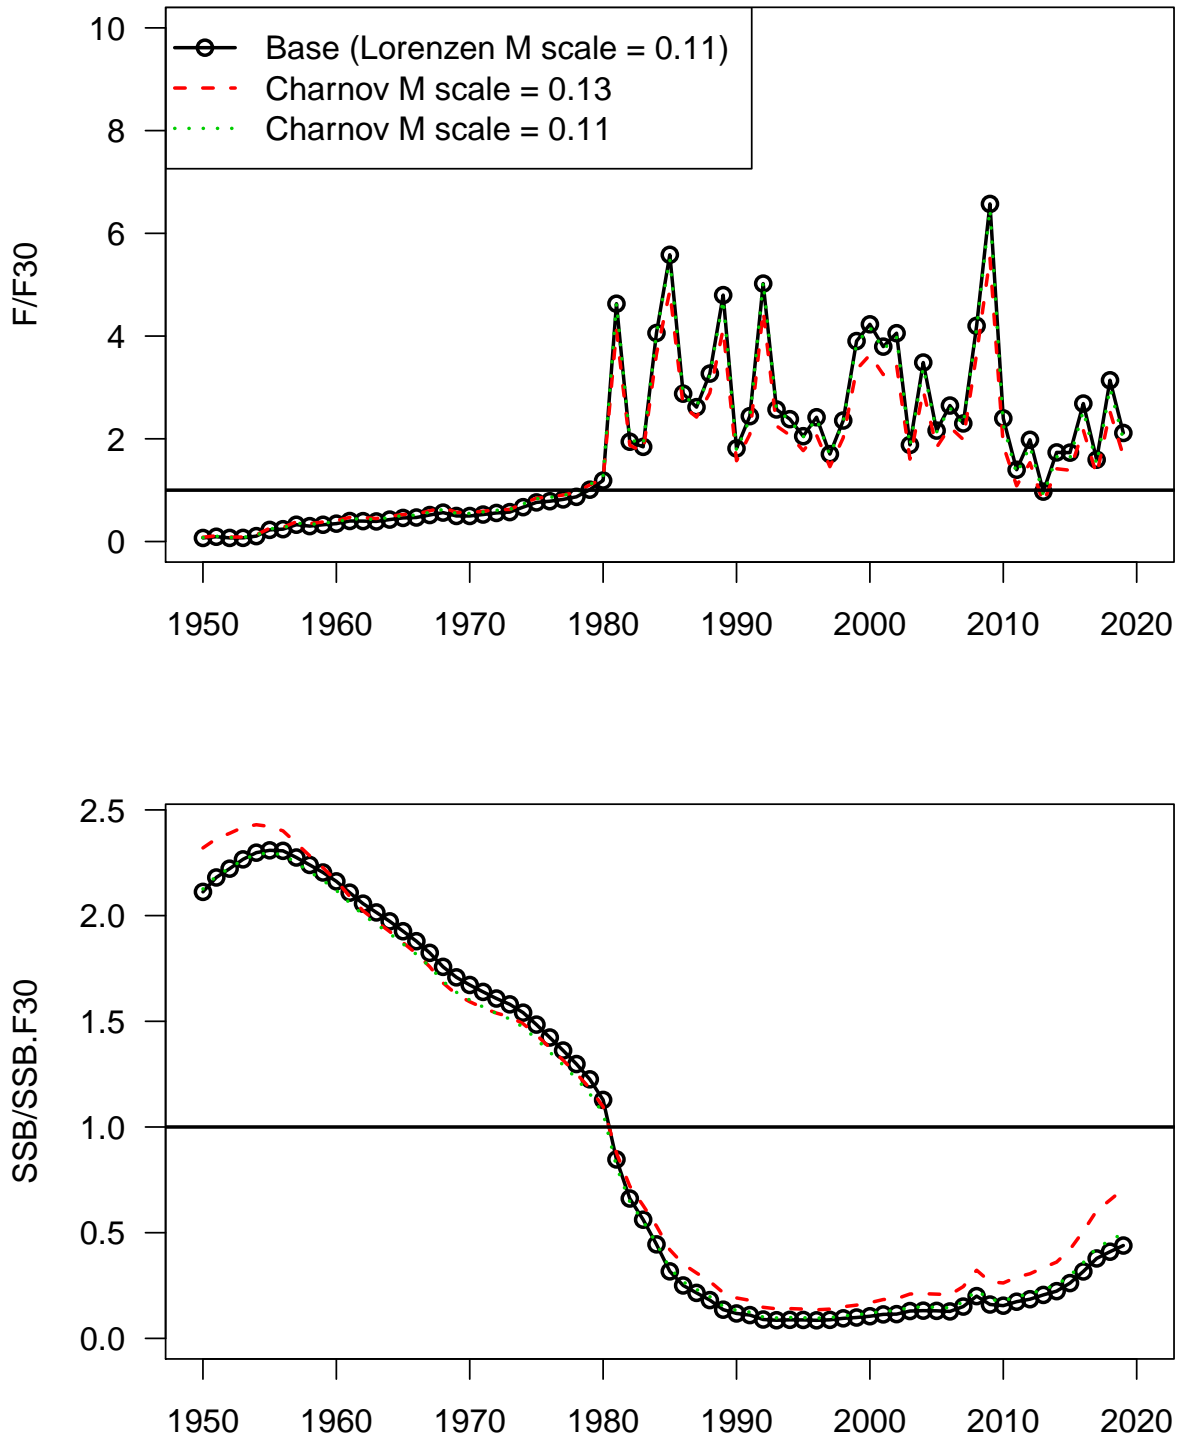 10
8
6
4
2
0
F/F30
Base (Lorenzen M scale = 0.11)
Charnov M scale = 0.13
Charnov M scale = 0.11
1950 1960 1970 1980 1990 2000 2010 2020
2.5
2.0
1.5
1.0
0.5
0.0
SSB/SSB.F30
1950 1960 1970 1980 1990 2000 2010 2020